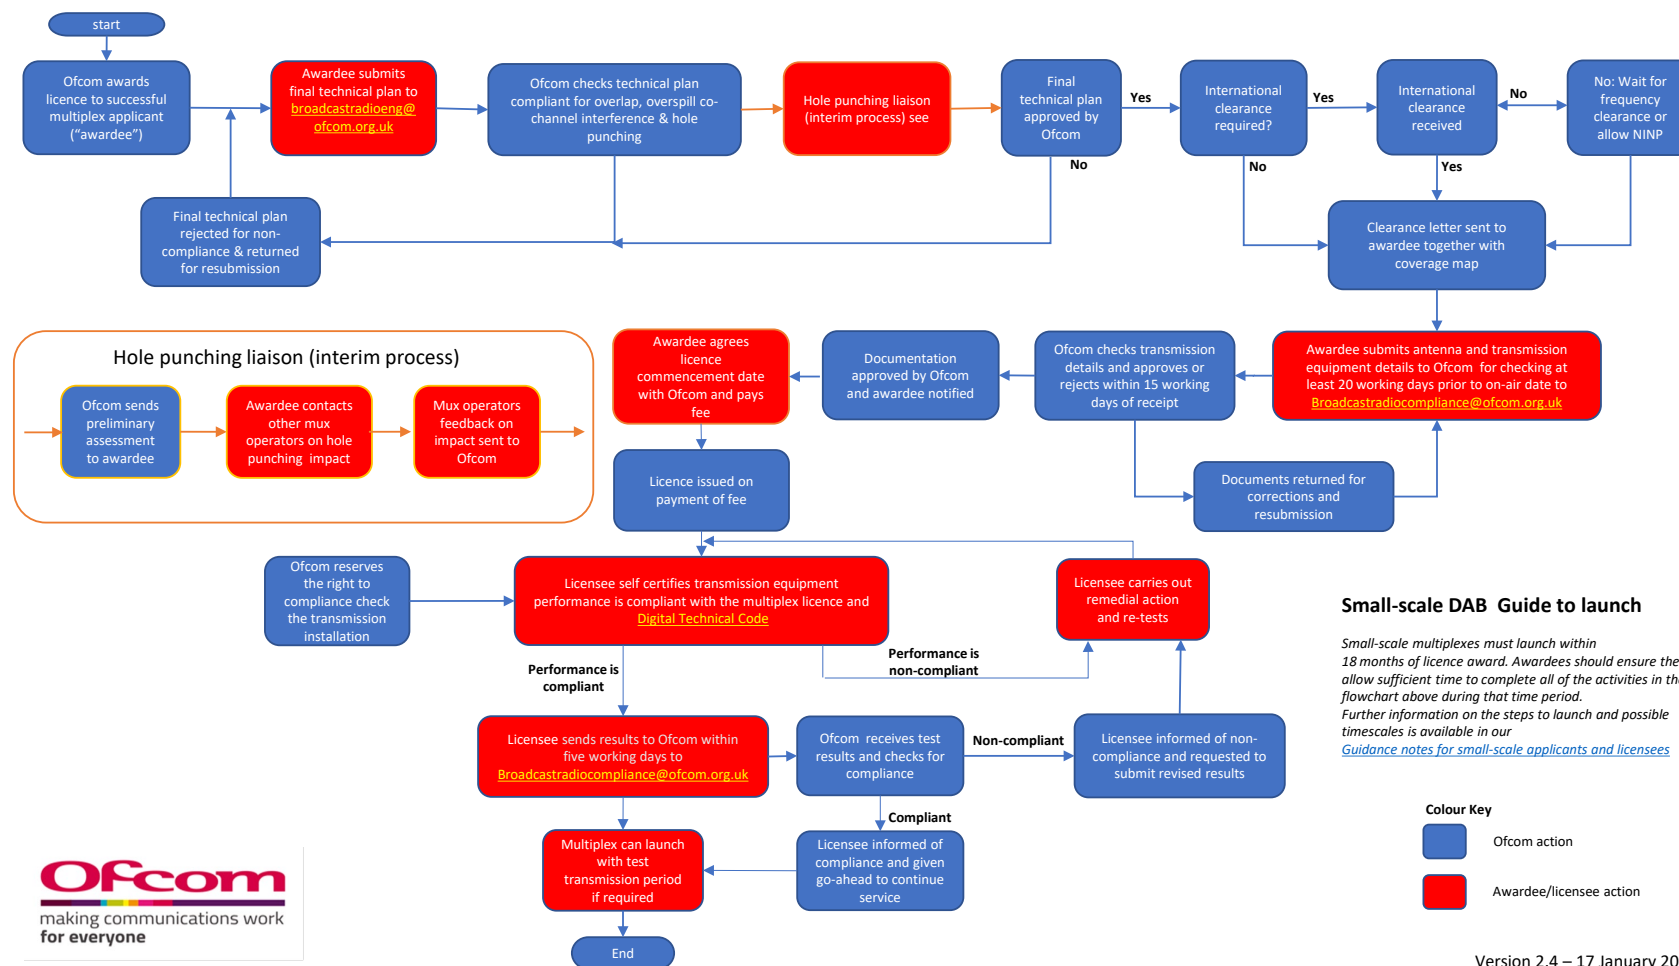 start
Ofcom awards
licence to successful
multiplex applicant
(“awardee”)
Awardee submits
final technical plan to
broadcastradioeng@
ofcom.org.uk
Ofcom checks technical plan
compliant for overlap, overspill co-
channel interference & hole
punching
Hole punching liaison
(interim process) see
Final
technical plan
approved by
Ofcom
Yes
No
International
clearance
required?
Yes
No
International
clearance
received
No
Yes
No: Wait for
frequency
clearance or
allow NINP
Final technical plan
rejected for non-
compliance & returned
for resubmission
Clearance letter sent to
awardee together with
coverage map
Hole punching liaison (interim process)
Ofcom sends
preliminary
assessment
to awardee
Awardee contacts
other mux
operators on hole
punching  impact
Mux operators
feedback on
impact sent to
Ofcom
Awardee agrees
licence
commencement date
with Ofcom and pays
fee
Documentation
approved by Ofcom
and awardee notified
Ofcom checks transmission
details and approves or
rejects within 15 working
days of receipt
Awardee submits antenna and transmission
equipment details to Ofcom  for checking at
least 20 working days prior to on-air date to
Broadcastradiocompliance@ofcom.org.uk
Licence issued on
payment of fee
Documents returned for
corrections and
resubmission
Ofcom reserves
the right to
compliance check
the transmission
installation
Licensee self certifies transmission equipment
performance is compliant with the multiplex licence and
Digital Technical Code
Licensee carries out
remedial action
and re-tests
Performance is
compliant
Performance is
non-compliant
Licensee sends results to Ofcom within
five working days to
Broadcastradiocompliance@ofcom.org.uk
Ofcom  receives test
results and checks for
compliance
Non-compliant
Licensee informed of non-
compliance and requested to
submit revised results
Compliant
Multiplex can launch
with test
transmission period
if required
Licensee informed of
compliance and given
go-ahead to continue
service
End
Small-scale DAB  Guide to launch
Small-scale multiplexes must launch within
18 months of licence award. Awardees should ensure the
allow sufficient time to complete all of the activities in the
flowchart above during that time period.
Further information on the steps to launch and possible
timescales is available in our
Guidance notes for small-scale applicants and licensees
Colour Key
Ofcom action
Awardee/licensee action
Ofcom
making communications work
for everyone
Version 2.4 – 17 January 20